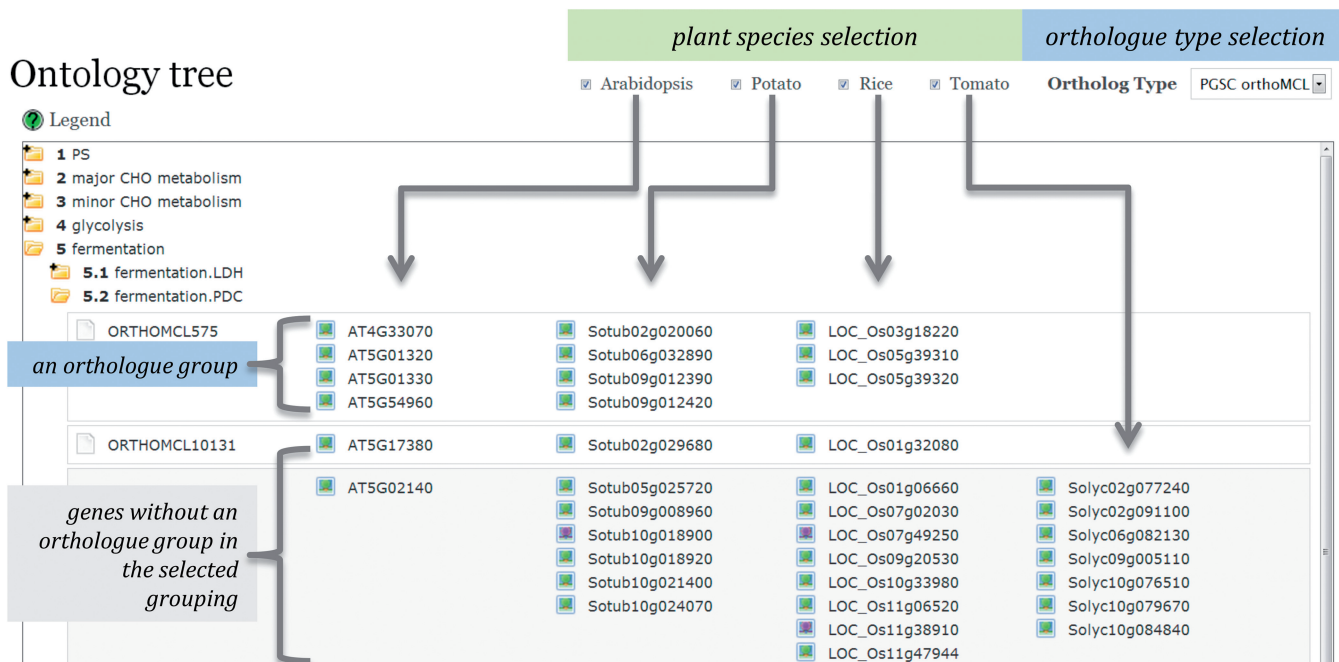 plant species selection
orthologue type selection
Ontology tree
Arabidopsis Potato Rice Tomato Ortholog Type PGSC orthoMCL
Legend
1 PS
2 major CHO metabolism
3 minor CHO metabolism
4 glycolysis
5 fermentation
5.1 fermentation.LDH
5.2 fermentation.PDC
ORTHOMCL575 AT4G33070 Sotub02g020060 LOC_Os03g18220
AT5G01320 Sotub06g032890 LOC_Os05g39310
an orthologue group
AT5G01330 Sotub09g012390 LOC_Os05g39320
AT5G54960 Sotub09g012420
ORTHOMCL10131 AT5G17380 Sotub02g029680 LOC_Os01g32080
genes without an
orthologue group in
the selected
grouping
AT5G02140 Sotub05g025720 LOC_Os01g06660 Solyc02g077240
Sotub09g008960 LOC_Os07g02030 Solyc02g091100
Sotub10g018900 LOC_Os07g49250 Solyc06g082130
Sotub10g018920 LOC_Os09g20530 Solyc09g005110
Sotub10g021400 LOC_Os10g33980 Solyc10g076510
Sotub10g024070 LOC_Os11g06520 Solyc10g079670
LOC_Os11g38910 Solyc10g084840
LOC_Os11g47944